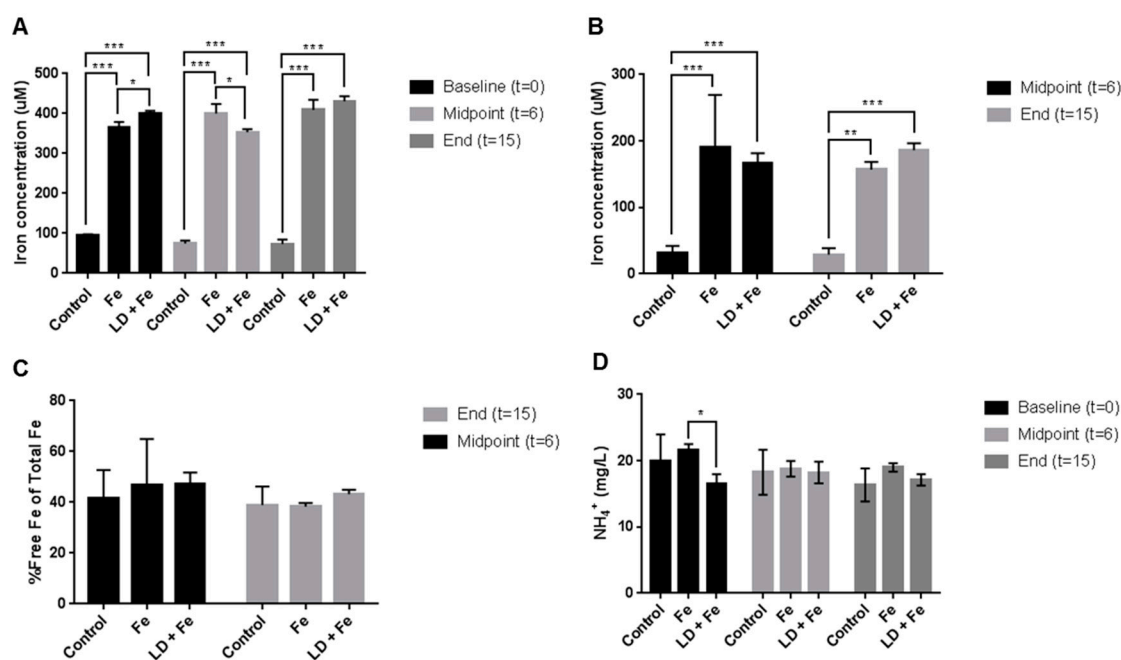 A
Iron concentration (uM)
500
400
300
200
100
0
***
***
*
***
***
*
***
***
Control
Fe
LD + Fe
Control
Fe
LD + Fe
Control
Fe
LD + Fe
Baseline (t=0)
Midpoint (t=6)
End (t=15)
B
Iron concentration (uM)
300
200
100
0
***
***
***
**
Control
Fe
LD + Fe
Control
Fe
LD + Fe
Midpoint (t=6)
End (t=15)
C
%Free Fe of Total Fe
80
60
40
20
0
Control
Fe
LD + Fe
Control
Fe
LD + Fe
End (t=15)
Midpoint (t=6)
D
NH₄⁺ (mg/L)
30
20
10
0
*
Control
Fe
LD + Fe
Control
Fe
LD + Fe
Control
Fe
LD + Fe
Baseline (t=0)
Midpoint (t=6)
End (t=15)